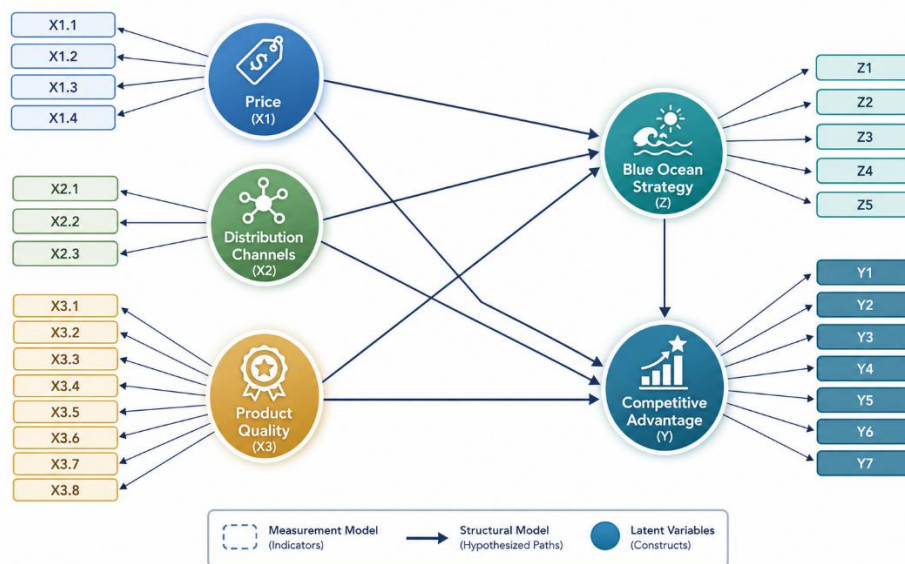 X1.1
X1.2
X1.3
X1.4
$
Price
(X1)
X2.1
X2.2
X2.3
Distribution
Channels
(X2)
X3.1
X3.2
X3.3
X3.4
X3.5
X3.6
X3.7
X3.8
Product
Quality
(X3)
Blue Ocean
Strategy
(Z)
Z1
Z2
Z3
Z4
Z5
Competitive
Advantage
(Y)
Y1
Y2
Y3
Y4
Y5
Y6
Y7
Measurement Model
(Indicators)
Structural Model
(Hypothesized Paths)
Latent Variables
(Constructs)